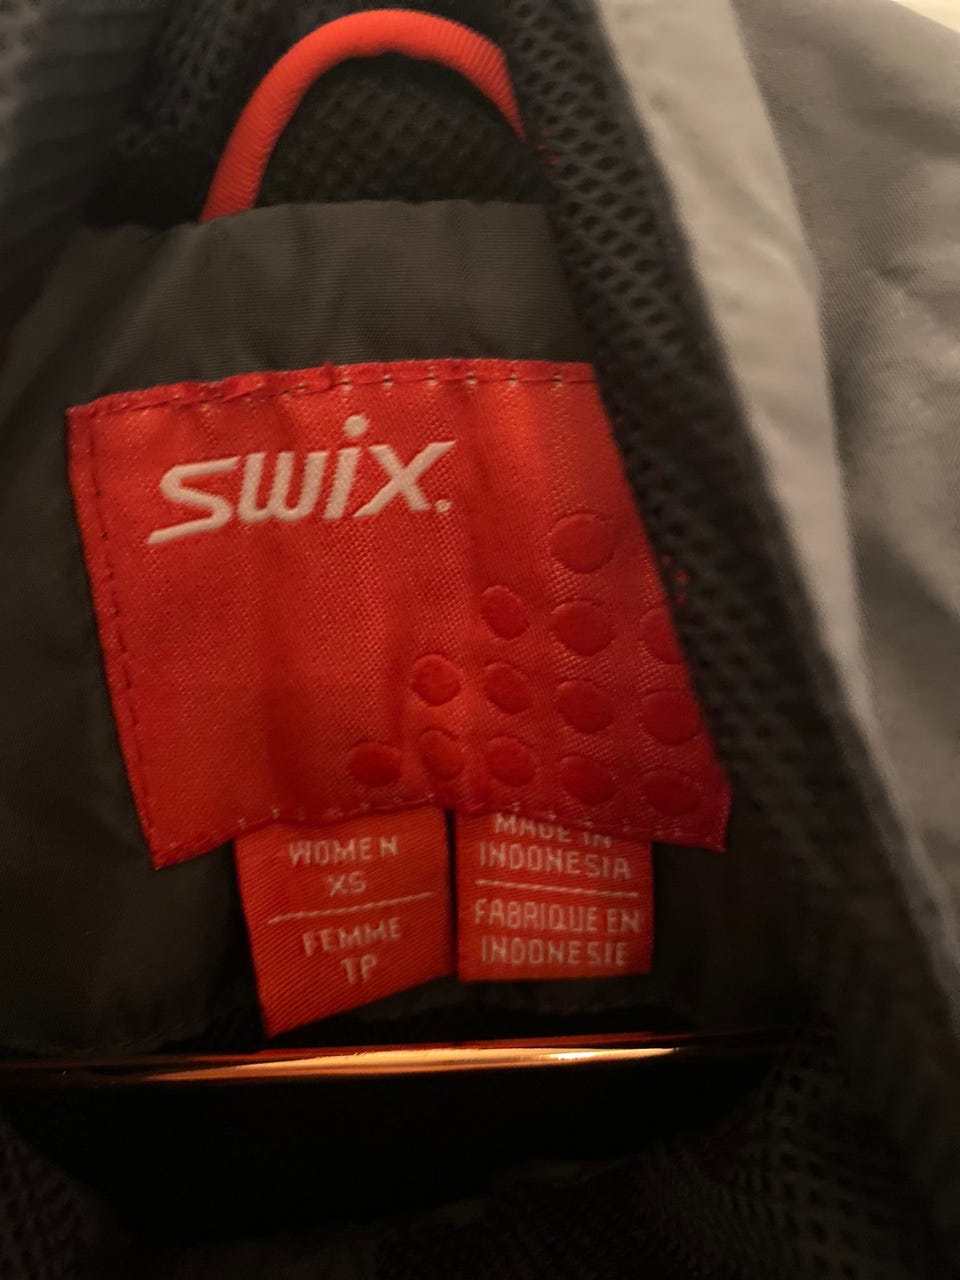 swix.
WOMEN
XS
FEMME
TP
MADE IN
INDONESIA
FABRIQUE EN
INDONESIE